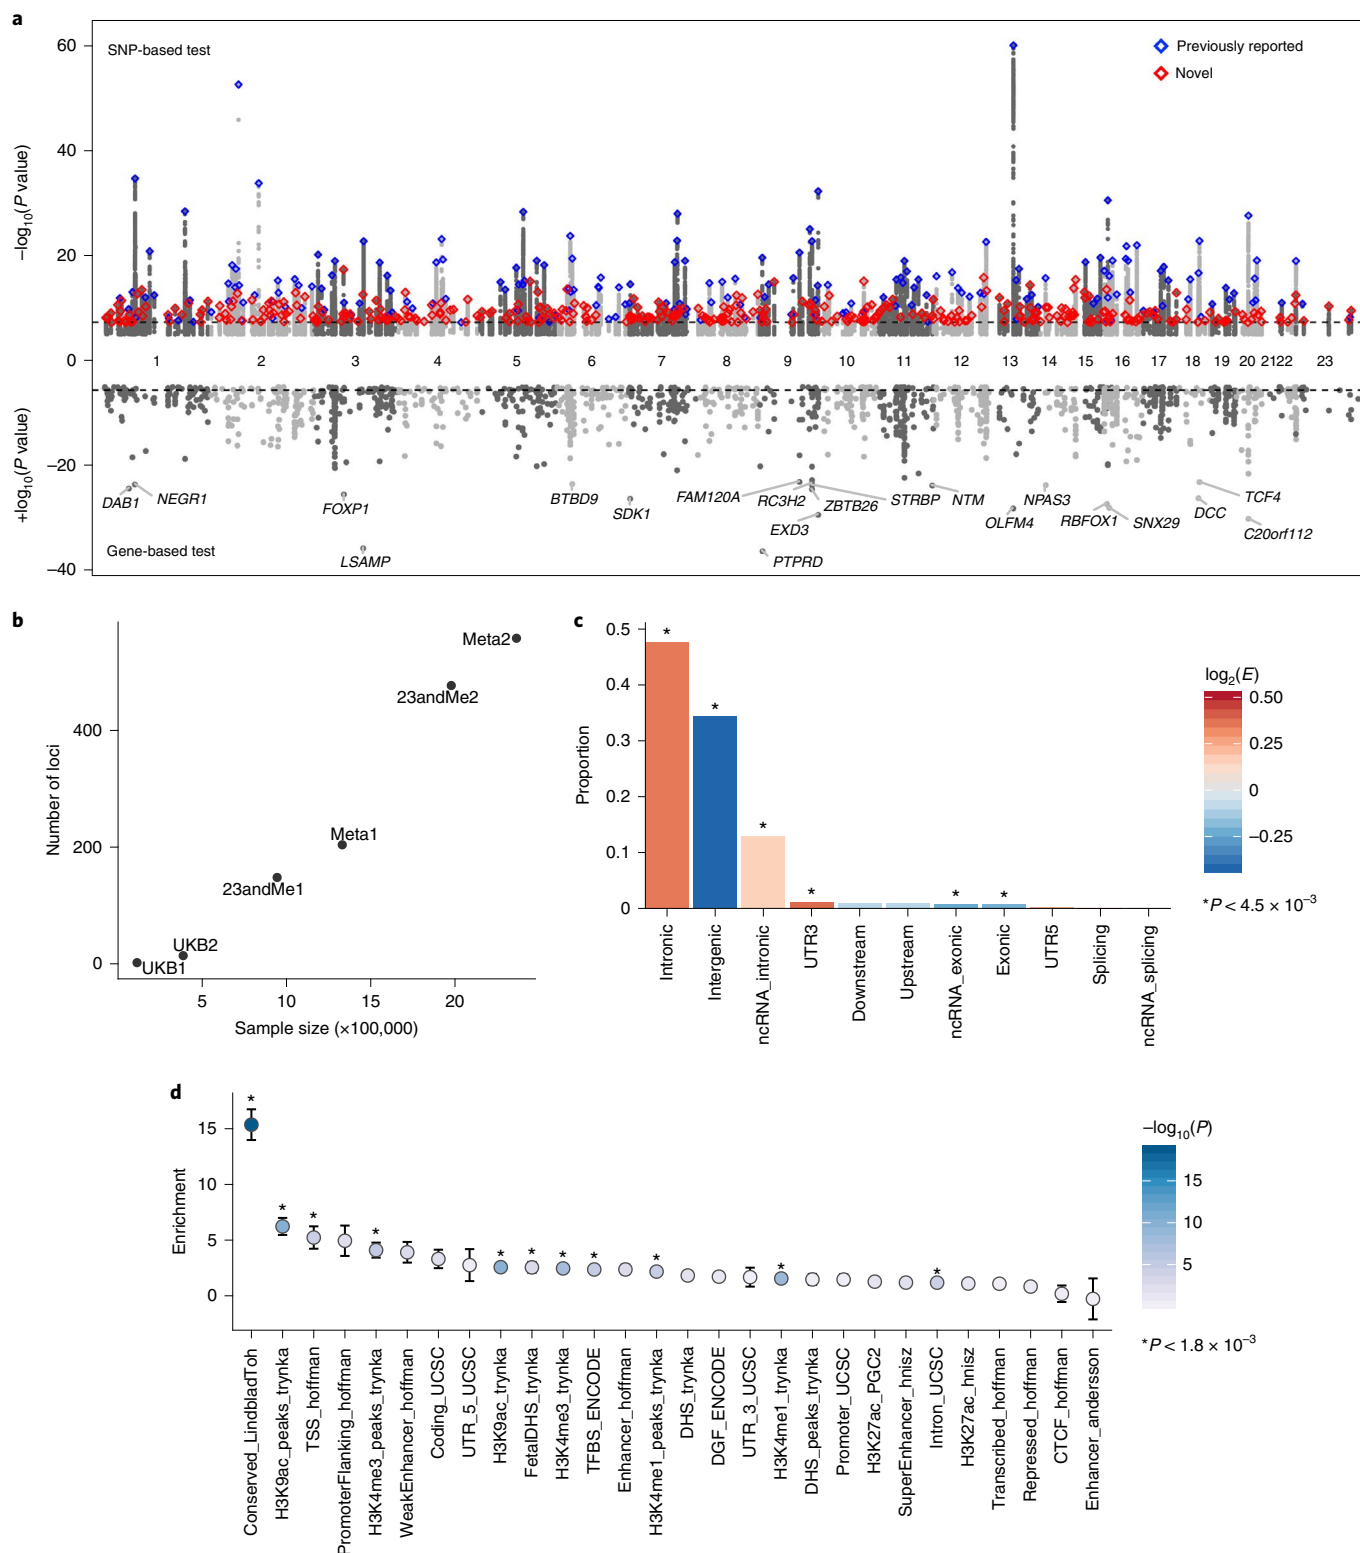 a
60
SNP-based test
Previously reported
Novel
40
20
0
−log10(P value)
1 2 3 4 5 6 7 8 9 10 11 12 13 14 15 16 17 18 19 20 21 22 23
+log10(P value)
−20
−40
DAB1 NEGR1 FOXP1 LSAMP BTBD9 SDK1 FAM120A RC3H2 EXD3 ZBTB26 PTPRD STRBP NTM OLFM4 NPAS3 RBFOX1 SNX29 DCC TCF4 C20orf112
Gene-based test
b
Number of loci
400
200
0
Meta2
23andMe2
Meta1
23andMe1
UKB2
UKB1
5 10 15 20
Sample size (×100,000)
c
Proportion
0.5
0.4
0.3
0.2
0.1
0
* * * * * *
Intronic
Intergenic
ncRNA_intronic
UTR3
Downstream
Upstream
ncRNA_exonic
Exonic
UTR5
Splicing
ncRNA_splicing
log2(E)
0.50
0.25
0
−0.25
*P < 4.5 × 10−3
d
Enrichment
15
10
5
0
* * * * * * * * * * *
Conserved_LindbladToh
H3K9ac_peaks_trynka
TSS_hoffman
PromoterFlanking_hoffman
H3K4me3_peaks_trynka
WeakEnhancer_hoffman
Coding_UCSC
UTR_5_UCSC
H3K9ac_trynka
FetalDHS_trynka
H3K4me3_trynka
TFBS_ENCODE
Enhancer_hoffman
H3K4me1_peaks_trynka
DHS_trynka
DGF_ENCODE
UTR_3_UCSC
H3K4me1_trynka
DHS_peaks_trynka
Promoter_UCSC
H3K27ac_PGC2
SuperEnhancer_hnisz
Intron_UCSC
H3K27ac_hnisz
Transcribed_hoffman
Repressed_hoffman
CTCF_hoffman
Enhancer_andersson
−log10(P)
15
10
5
*P < 1.8 × 10−3